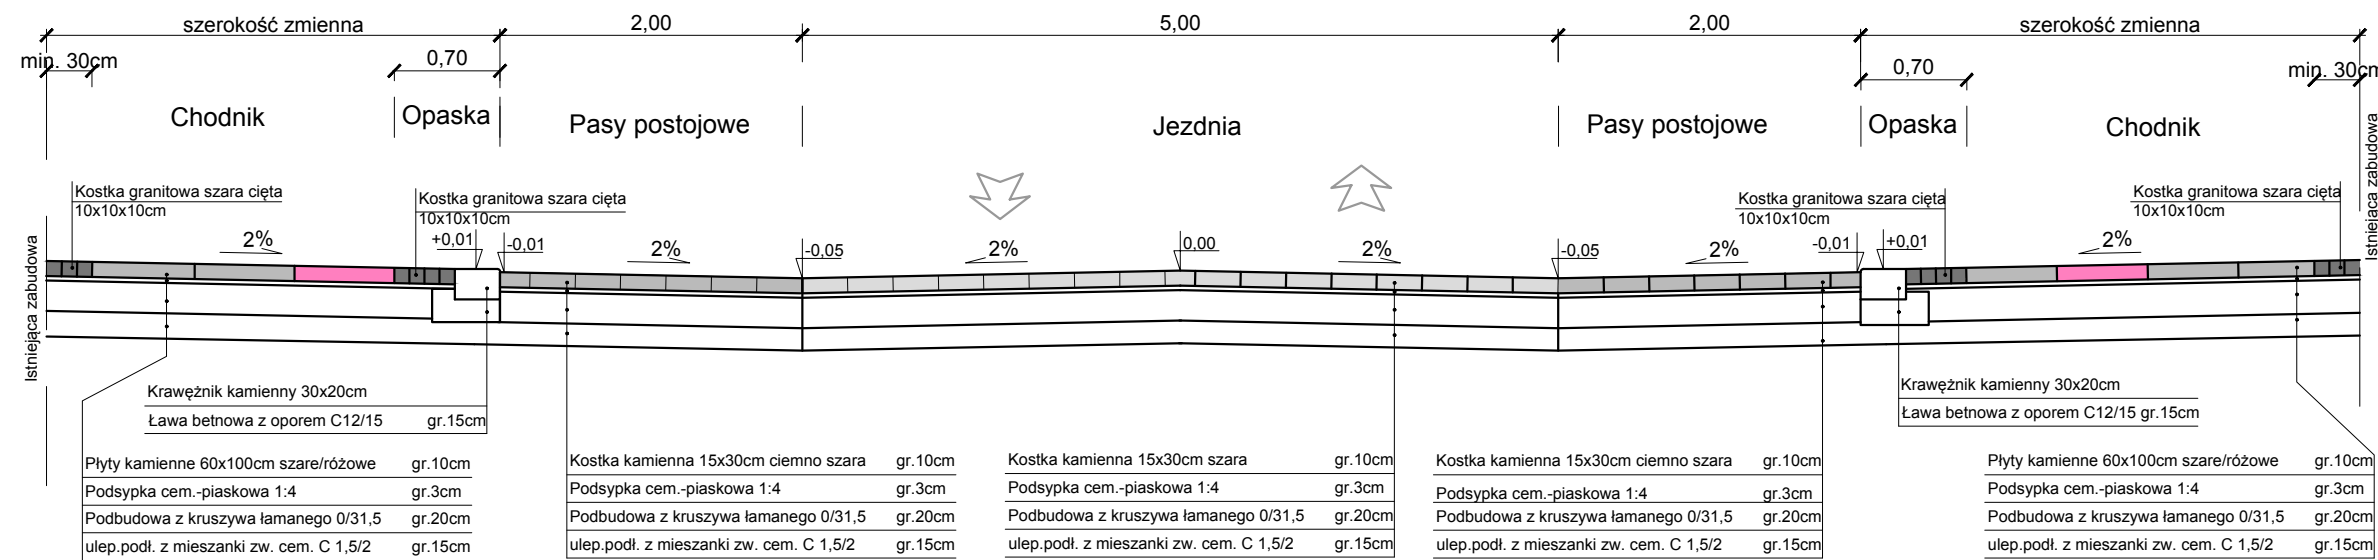 szerokość zmienna
2,00
5,00
2,00
szerokość zmienna
min. 30cm
0,70
0,70
min. 30cm
Chodnik
Opaska
Pasy postojowe
Jezdnia
Pasy postojowe
Opaska
Chodnik
Istniejąca zabudowa
Kostka granitowa szara cięta
10x10x10cm
Kostka granitowa szara cięta
10x10x10cm
Kostka granitowa szara cięta
10x10x10cm
Kostka granitowa szara cięta
10x10x10cm
Istnieiaca zabudowa
2%
+0,01
-0,01
2%
-0,05
2%
0,00
2%
-0,05
2%
-0,01
+0,01
2%
Krawężnik kamienny 30x20cm
Ława betnowa z oporem C12/15 gr.15cm
Krawężnik kamienny 30x20cm
Ława betnowa z oporem C12/15 gr.15cm
Płyty kamienne 60x100cm szare/różowe gr.10cm
Podsypka cem.-piaskowa 1:4 gr.3cm
Podbudowa z kruszywa łamanego 0/31,5 gr.20cm
ulep.podł. z mieszanki zw. cem. C 1,5/2 gr.15cm
Kostka kamienna 15x30cm ciemno szara gr.10cm
Podsypka cem.-piaskowa 1:4 gr.3cm
Podbudowa z kruszywa łamanego 0/31,5 gr.20cm
ulep.podł. z mieszanki zw. cem. C 1,5/2 gr.15cm
Kostka kamienna 15x30cm szara gr.10cm
Podsypka cem.-piaskowa 1:4 gr.3cm
Podbudowa z kruszywa łamanego 0/31,5 gr.20cm
ulep.podł. z mieszanki zw. cem. C 1,5/2 gr.15cm
Kostka kamienna 15x30cm ciemno szara gr.10cm
Podsypka cem.-piaskowa 1:4 gr.3cm
Podbudowa z kruszywa łamanego 0/31,5 gr.20cm
ulep.podł. z mieszanki zw. cem. C 1,5/2 gr.15cm
Płyty kamienne 60x100cm szare/różowe gr.10cm
Podsypka cem.-piaskowa 1:4 gr.3cm
Podbudowa z kruszywa łamanego 0/31,5 gr.20cm
ulep.podł. z mieszanki zw. cem. C 1,5/2 gr.15cm